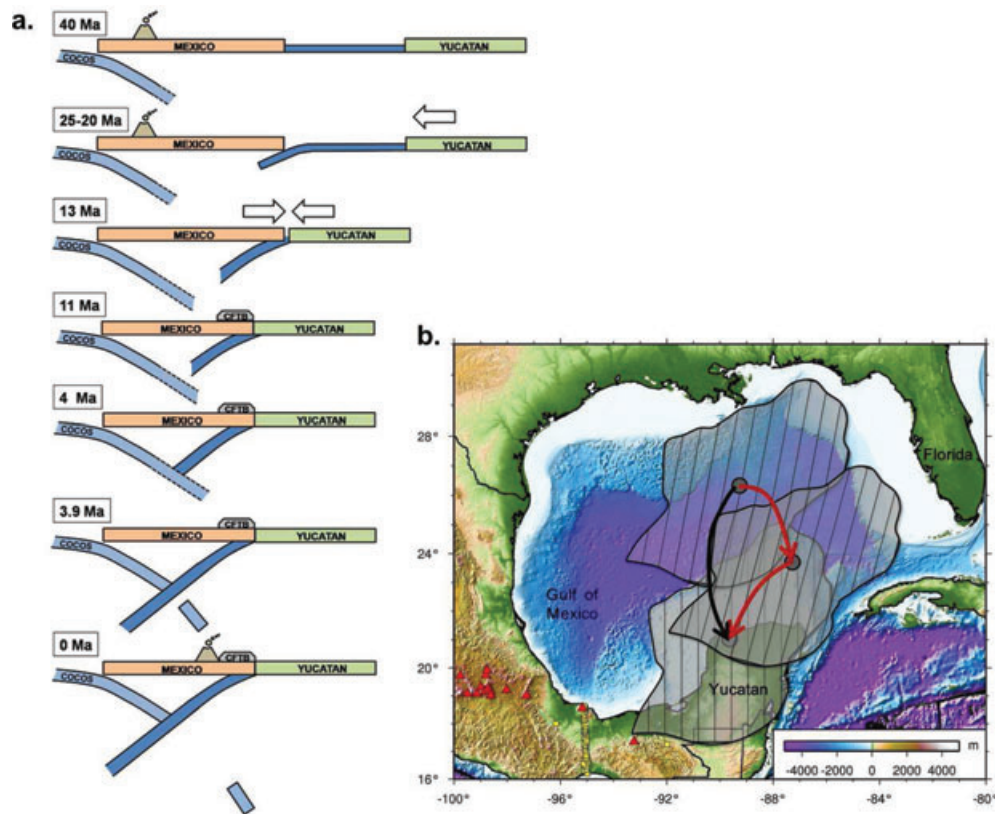 a.
40 Ma
MEXICO
YUCATAN
COCOS
25-20 Ma
MEXICO
YUCATAN
COCOS
13 Ma
MEXICO
YUCATAN
COCOS
11 Ma
CFTB
MEXICO
YUCATAN
COCOS
4 Ma
CFTB
MEXICO
YUCATAN
COCOS
3.9 Ma
CFTB
MEXICO
YUCATAN
COCOS
0 Ma
CFTB
MEXICO
YUCATAN
COCOS
b.
28°
24°
20°
16°
Florida
Gulf of
Mexico
Yucatan
m
-4000 -2000 0 2000 4000
-100° -96° -92° -88° -84° -80°